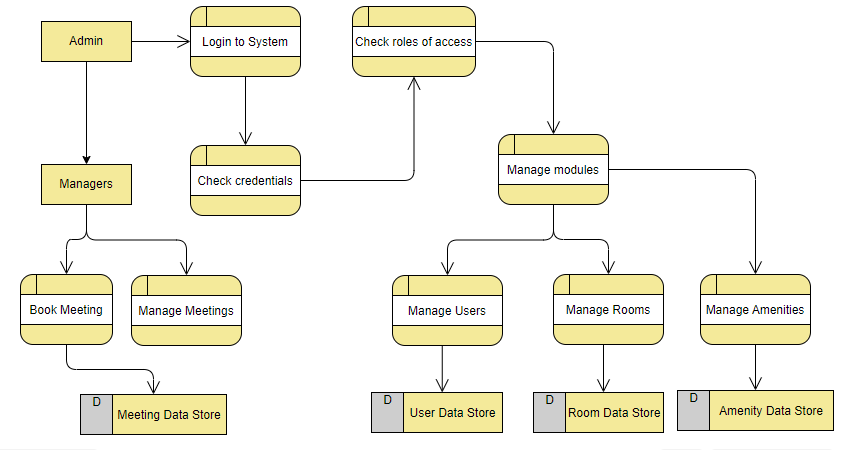 Admin
Login to System
Check roles of access
Managers
Check credentials
Manage modules
Book Meeting
Manage Meetings
Manage Users
Manage Rooms
Manage Amenities
D
Meeting Data Store
D
User Data Store
D
Room Data Store
D
Amenity Data Store